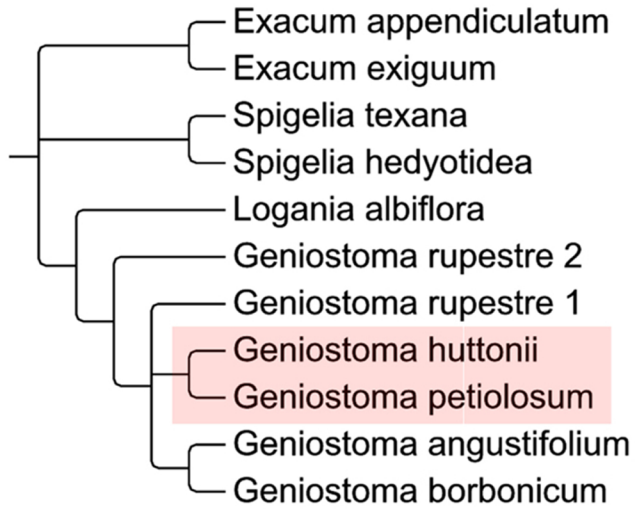 Exacum appendiculatum
Exacum exiguum
Spigelia texana
Spigelia hedyotidea
Logania albiflora
Geniostoma rupestre 2
Geniostoma rupestre 1
Geniostoma huttonii
Geniostoma petiolosum
Geniostoma angustifolium
Geniostoma borbonicum